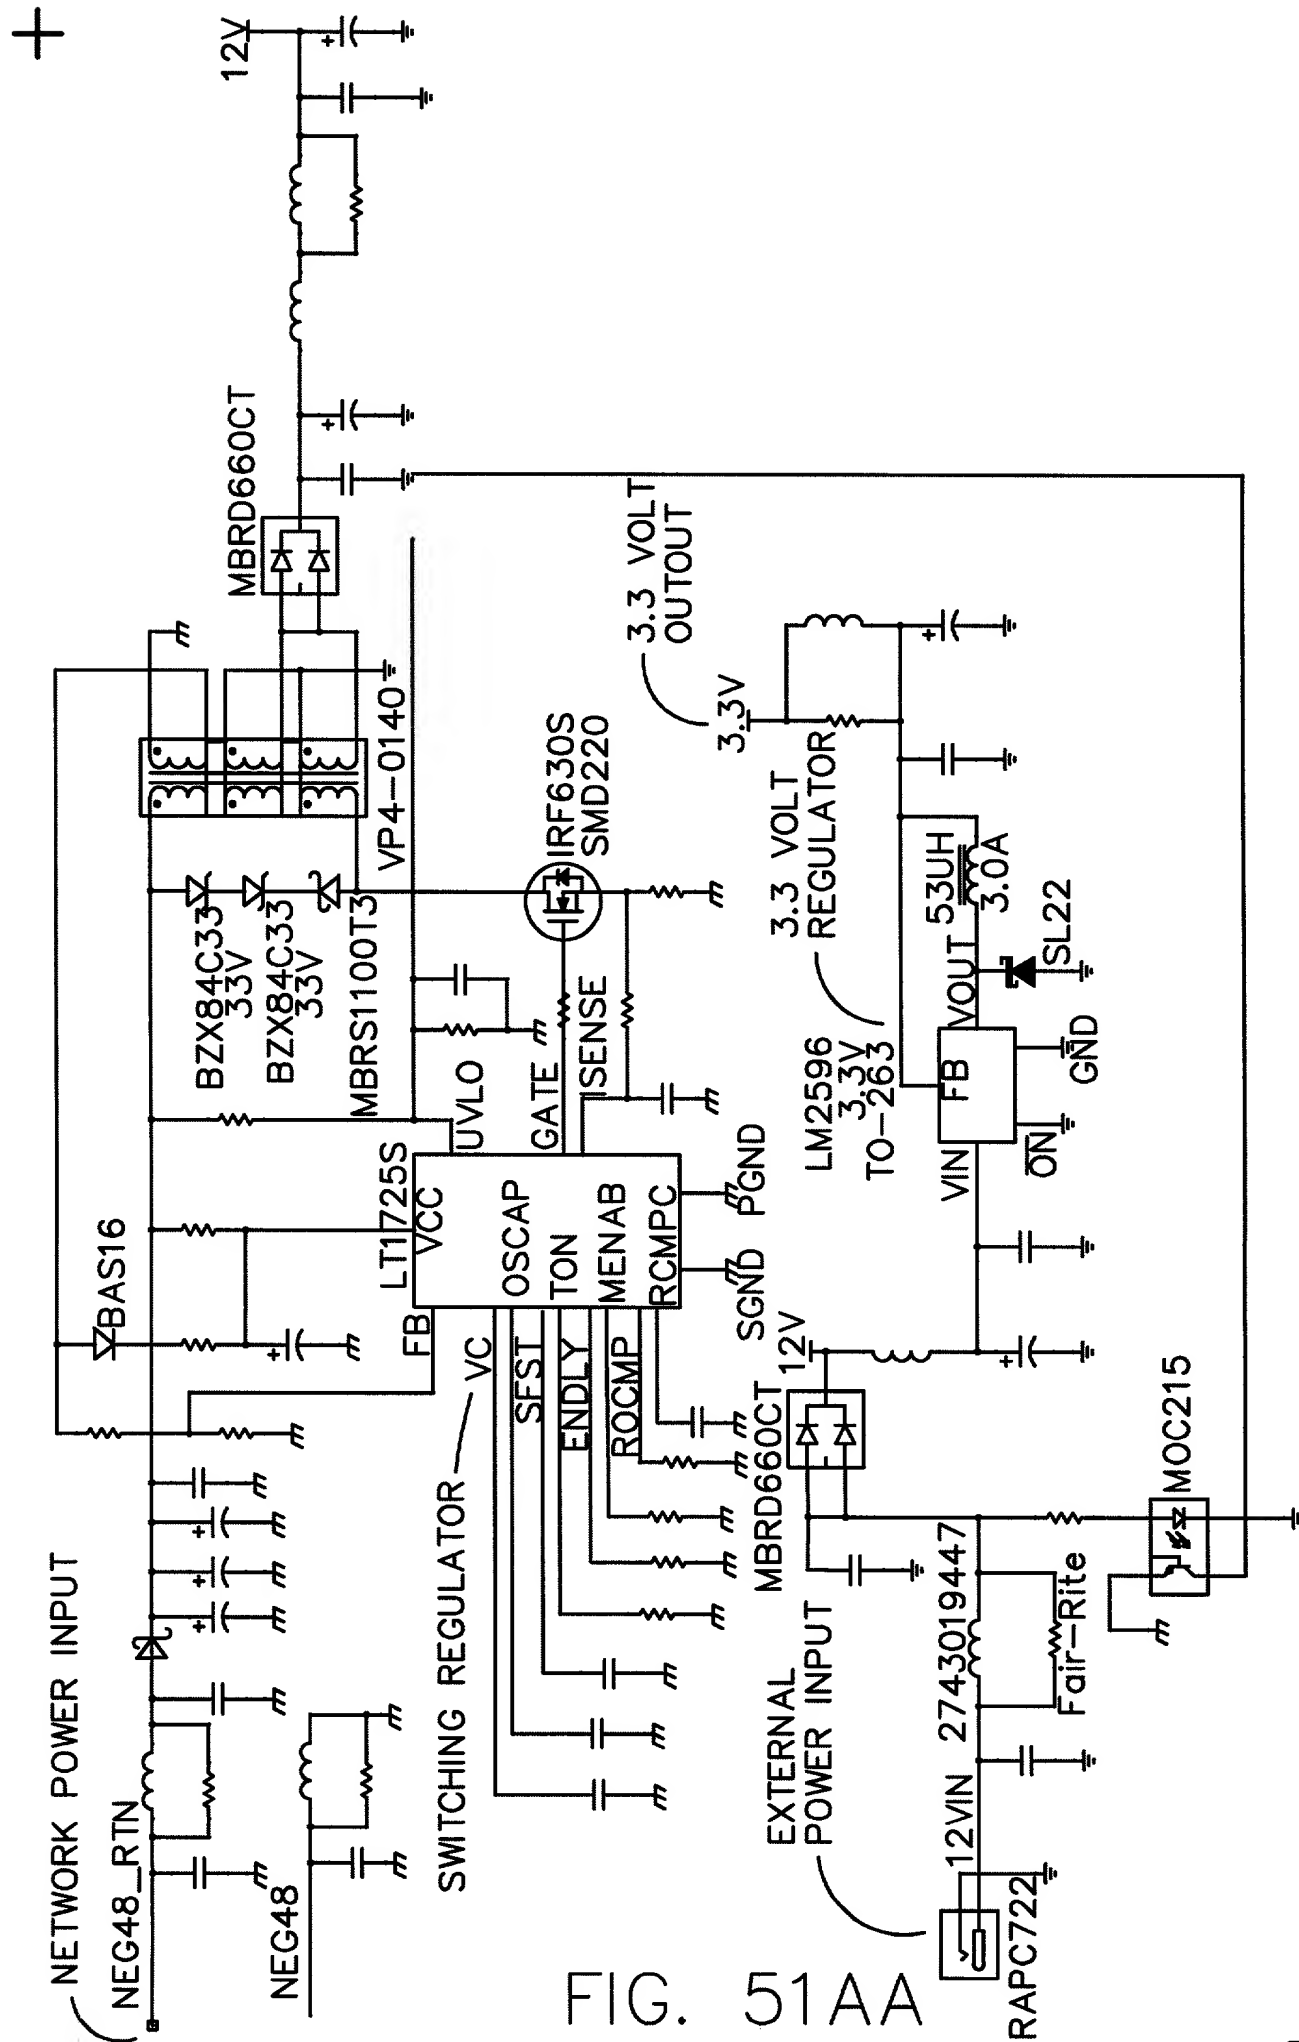 NETWORK POWER INPUT
NEG48_RTN
NEG48
BAS16
BZX84C33
33V
BZX84C33
33V
MBRS1100T3
VP4-0140
MBRD660CT
12V
SWITCHING REGULATOR
LT1725S
VCC
FB
VC
OSCAP
SFST
TON
ENDLY
MENAB
ROCMP
RCMPC
UVLO
GATE
ISENSE
SGND
PGND
IRF630S
SMD220
3.3 VOLT
OUTOUT
3.3V
3.3 VOLT
REGULATOR
LM2596
3.3V
TO-263
VIN
FB
VOUT
ON
GND
53UH
3.0A
SL22
MBRD660CT
12V
EXTERNAL
POWER INPUT
12VIN
RAPC722
2743019447
Fair-Rite
MOC215
FIG. 51AA